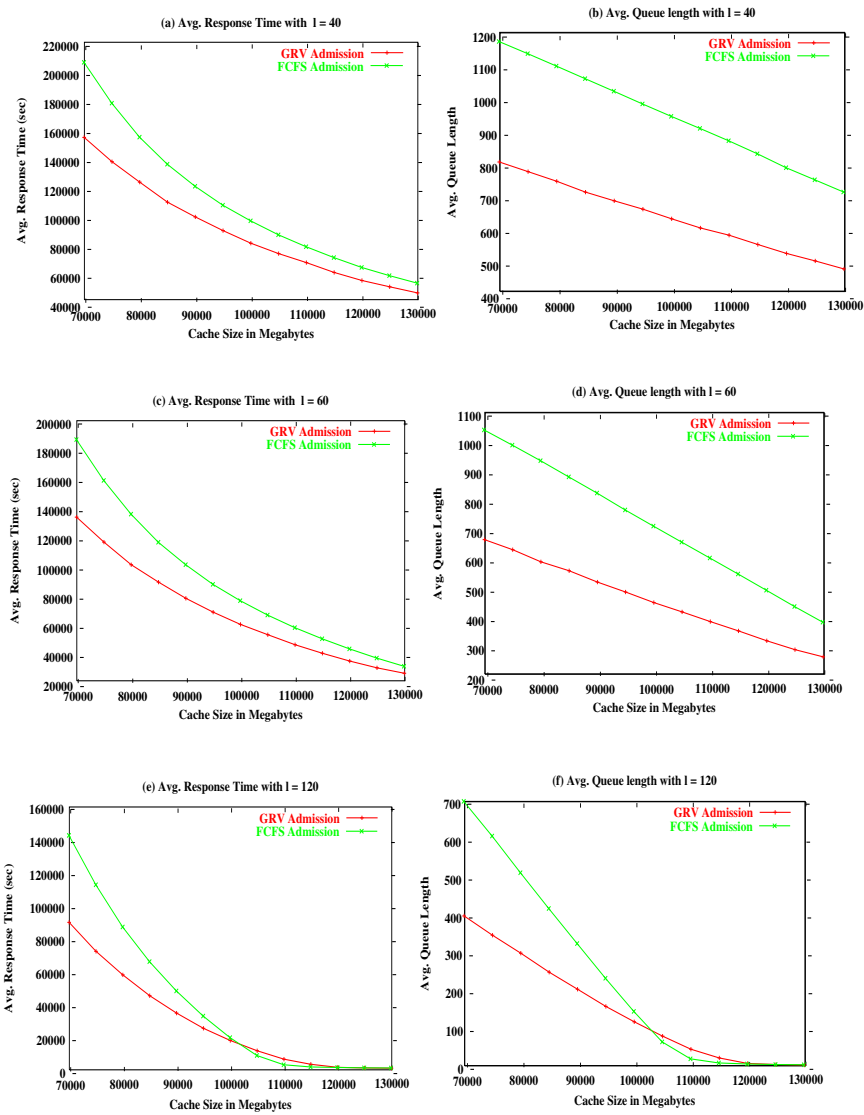 (a) Avg. Response Time with l = 40
220000
200000
180000
160000
140000
120000
100000
80000
60000
40000
Avg. Response Time (sec)
GRV Admission
FCFS Admission
70000 80000 90000 100000 110000 120000 130000
Cache Size in Megabytes
(b) Avg. Queue length with l = 40
1200
1100
1000
900
800
700
600
500
400
Avg. Queue Length
GRV Admission
FCFS Admission
70000 80000 90000 100000 110000 120000 130000
Cache Size in Megabytes
(c) Avg. Response Time with l = 60
200000
180000
160000
140000
120000
100000
80000
60000
40000
20000
Avg. Response Time (sec)
GRV Admission
FCFS Admission
70000 80000 90000 100000 110000 120000 130000
Cache Size in Megabytes
(d) Avg. Queue length with l = 60
1100
1000
900
800
700
600
500
400
300
200
Avg. Queue Length
GRV Admission
FCFS Admission
70000 80000 90000 100000 110000 120000 130000
Cache Size in Megabytes
(e) Avg. Response Time with l = 120
160000
140000
120000
100000
80000
60000
40000
20000
0
Avg. Response Time (sec)
GRV Admission
FCFS Admission
70000 80000 90000 100000 110000 120000 130000
Cache Size in Megabytes
(f) Avg. Queue length with l = 120
700
600
500
400
300
200
100
0
Avg. Queue Length
GRV Admission
FCFS Admission
70000 80000 90000 100000 110000 120000 130000
Cache Size in Megabytes